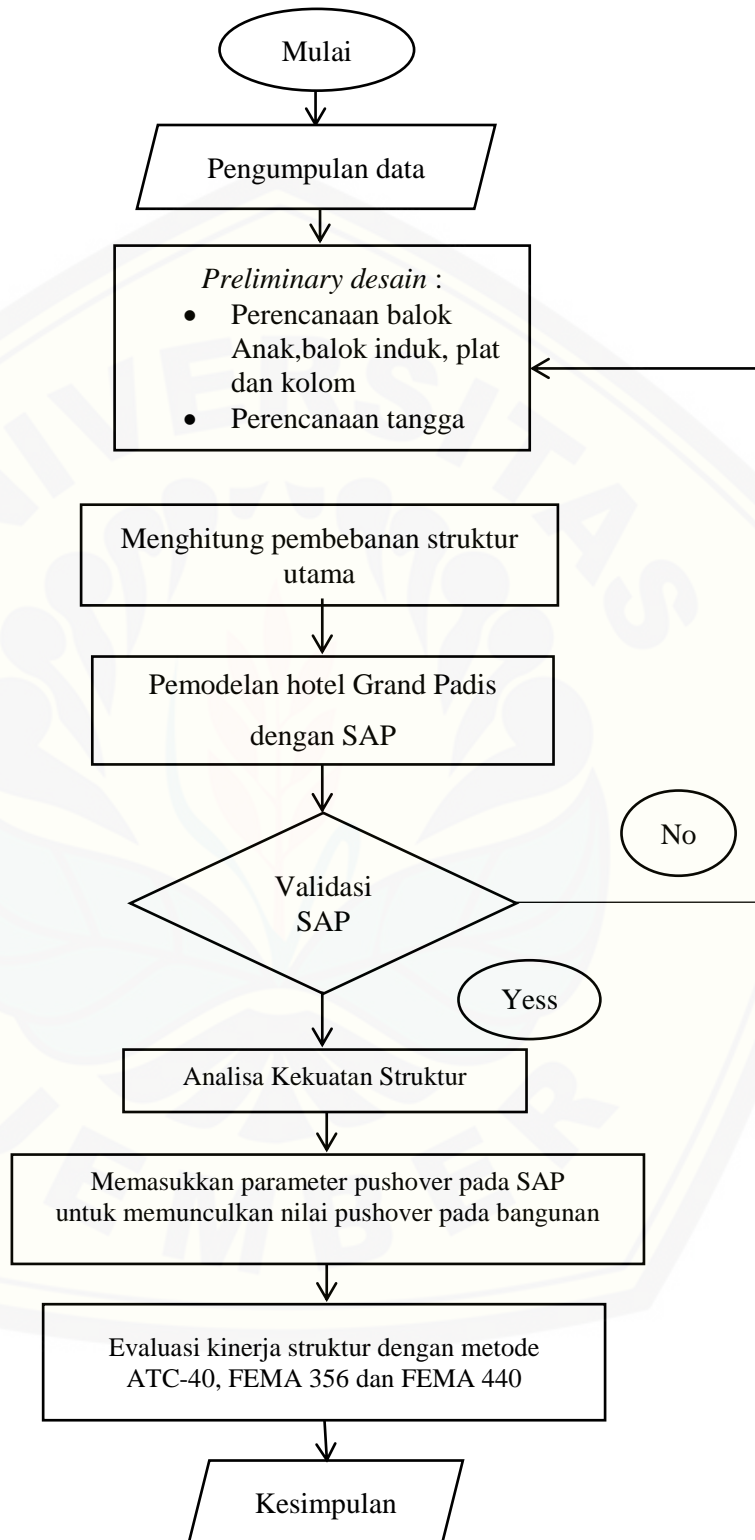 Mulai
Pengumpulan data
Preliminary desain :
• Perencanaan balok
Anak,balok induk, plat
dan kolom
• Perencanaan tangga
Menghitung pembebanan struktur
utama
Pemodelan hotel Grand Padis
dengan SAP
No
Validasi
SAP
Yess
Analisa Kekuatan Struktur
Memasukkan parameter pushover pada SAP
untuk memunculkan nilai pushover pada bangunan
Evaluasi kinerja struktur dengan metode
ATC-40, FEMA 356 dan FEMA 440
Kesimpulan
UNIVERSITAS
JEMBER